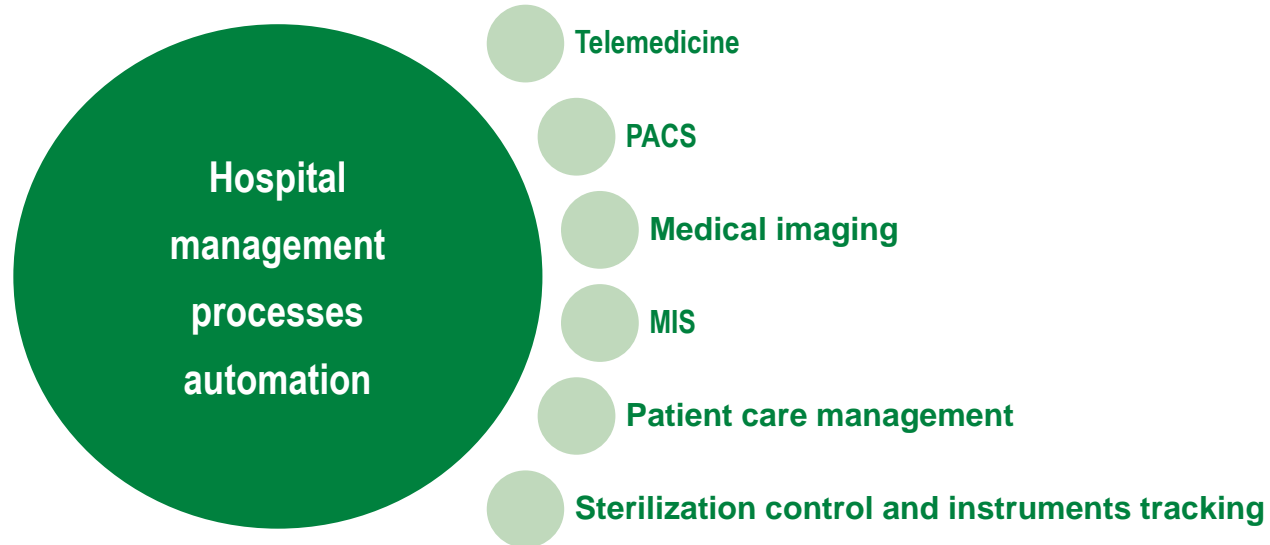 Hospital
management
processes
automation
Telemedicine
PACS
Medical imaging
MIS
Patient care management
Sterilization control and instruments tracking